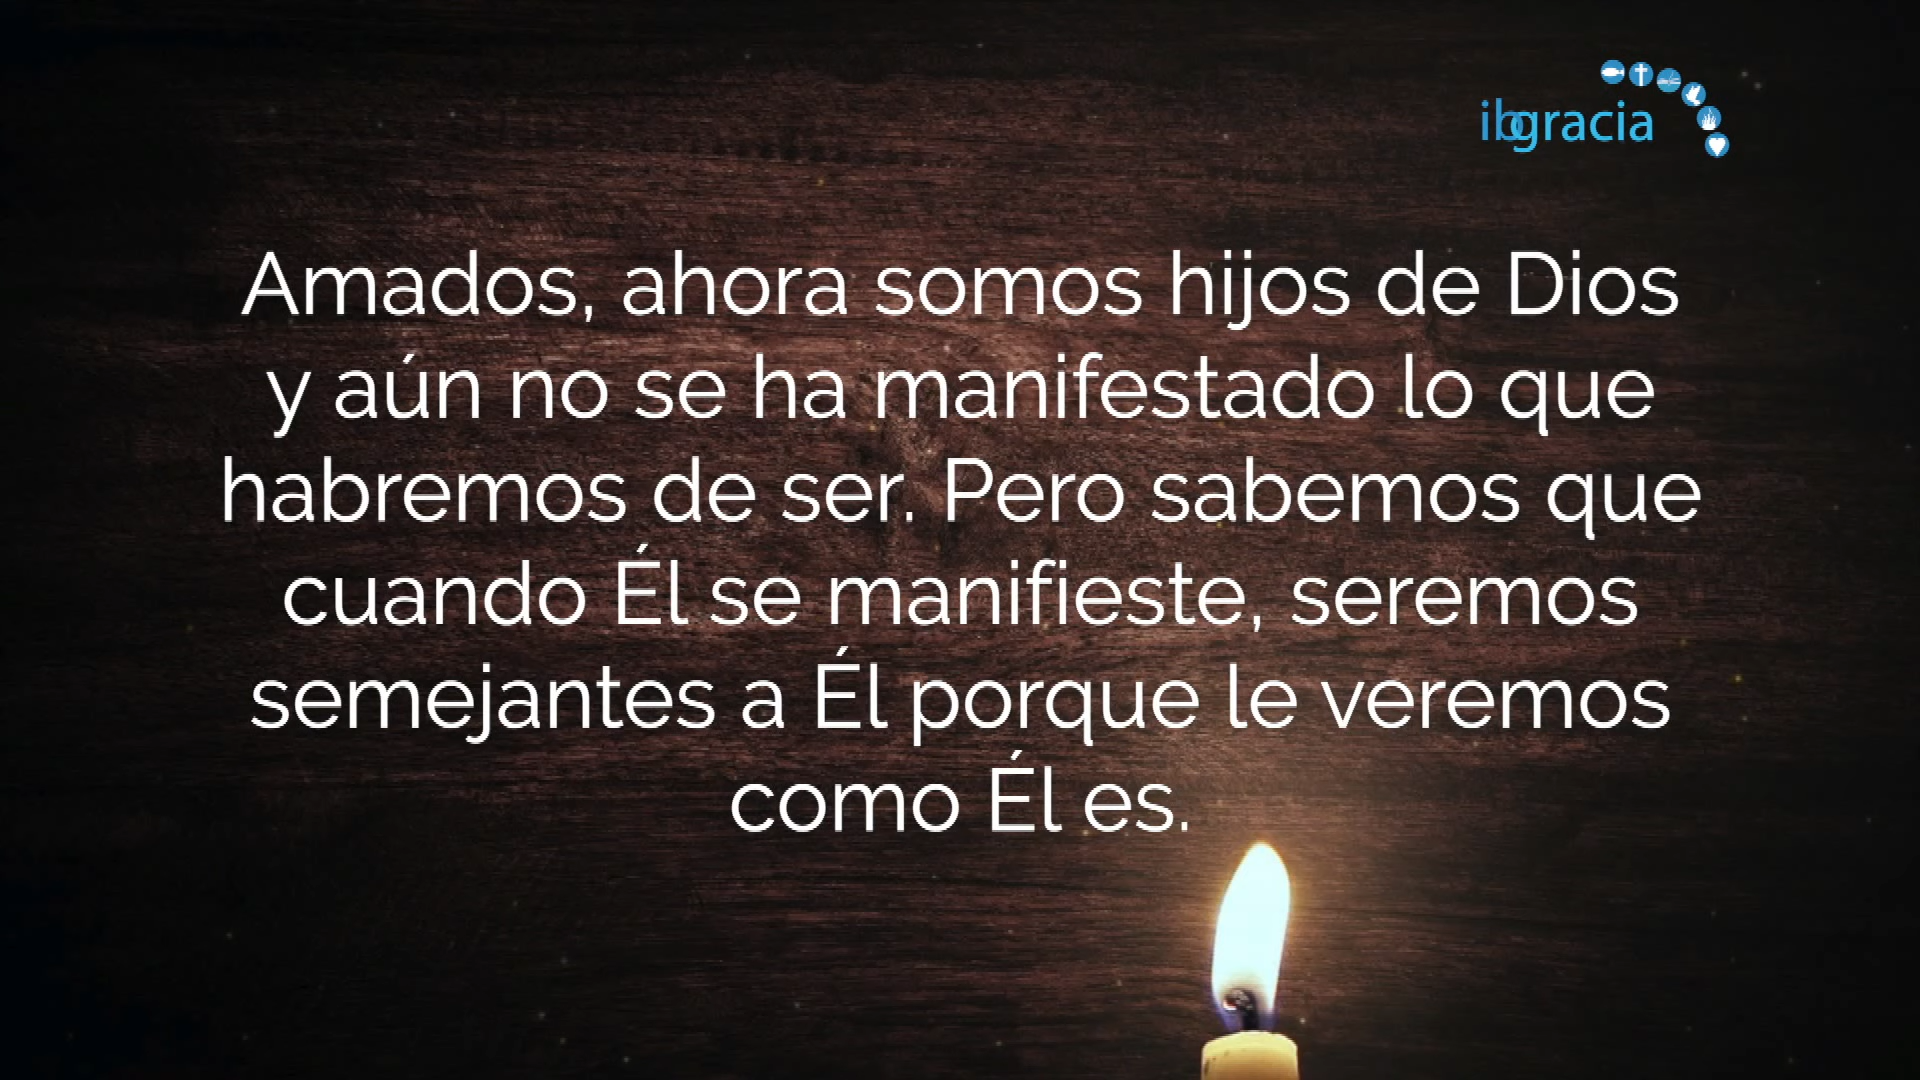 ibgracia
Amados, ahora somos hijos de Dios
y aún no se ha manifestado lo que
habremos de ser. Pero sabemos que
cuando Él se manifieste, seremos
semejantes a Él porque le veremos
como Él es.